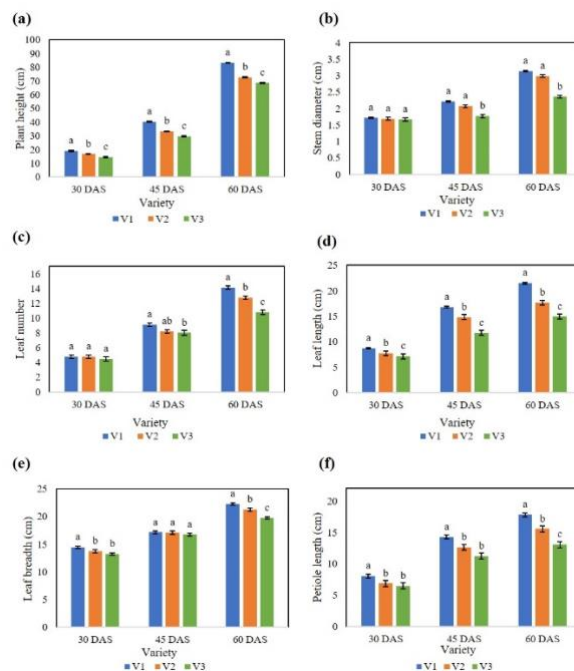 (a)
100
90
80
70
60
50
40
30
20
10
0
Plant height (cm)
a b c
a b c
a b c
30 DAS 45 DAS 60 DAS
Variety
V1 V2 V3
(b)
4
3.5
3
2.5
2
1.5
1
0.5
0
Stem diameter (cm)
a a a
a a b
a a b
30 DAS 45 DAS 60 DAS
Variety
V1 V2 V3
(c)
16
14
12
10
8
6
4
2
0
Leaf number
a a a
a ab b
a b c
30 DAS 45 DAS 60 DAS
Variety
V1 V2 V3
(d)
25
20
15
10
5
0
Leaf length (cm)
a b c
a b c
a b c
30 DAS 45 DAS 60 DAS
Variety
V1 V2 V3
(e)
25
20
15
10
5
0
Leaf breadth (cm)
a b b
a a a
a b c
30 DAS 45 DAS 60 DAS
Variety
V1 V2 V3
(f)
20
15
10
5
0
Petiole length (cm)
a b b
a b b
a b c
30 DAS 45 DAS 60 DAS
Variety
V1 V2 V3